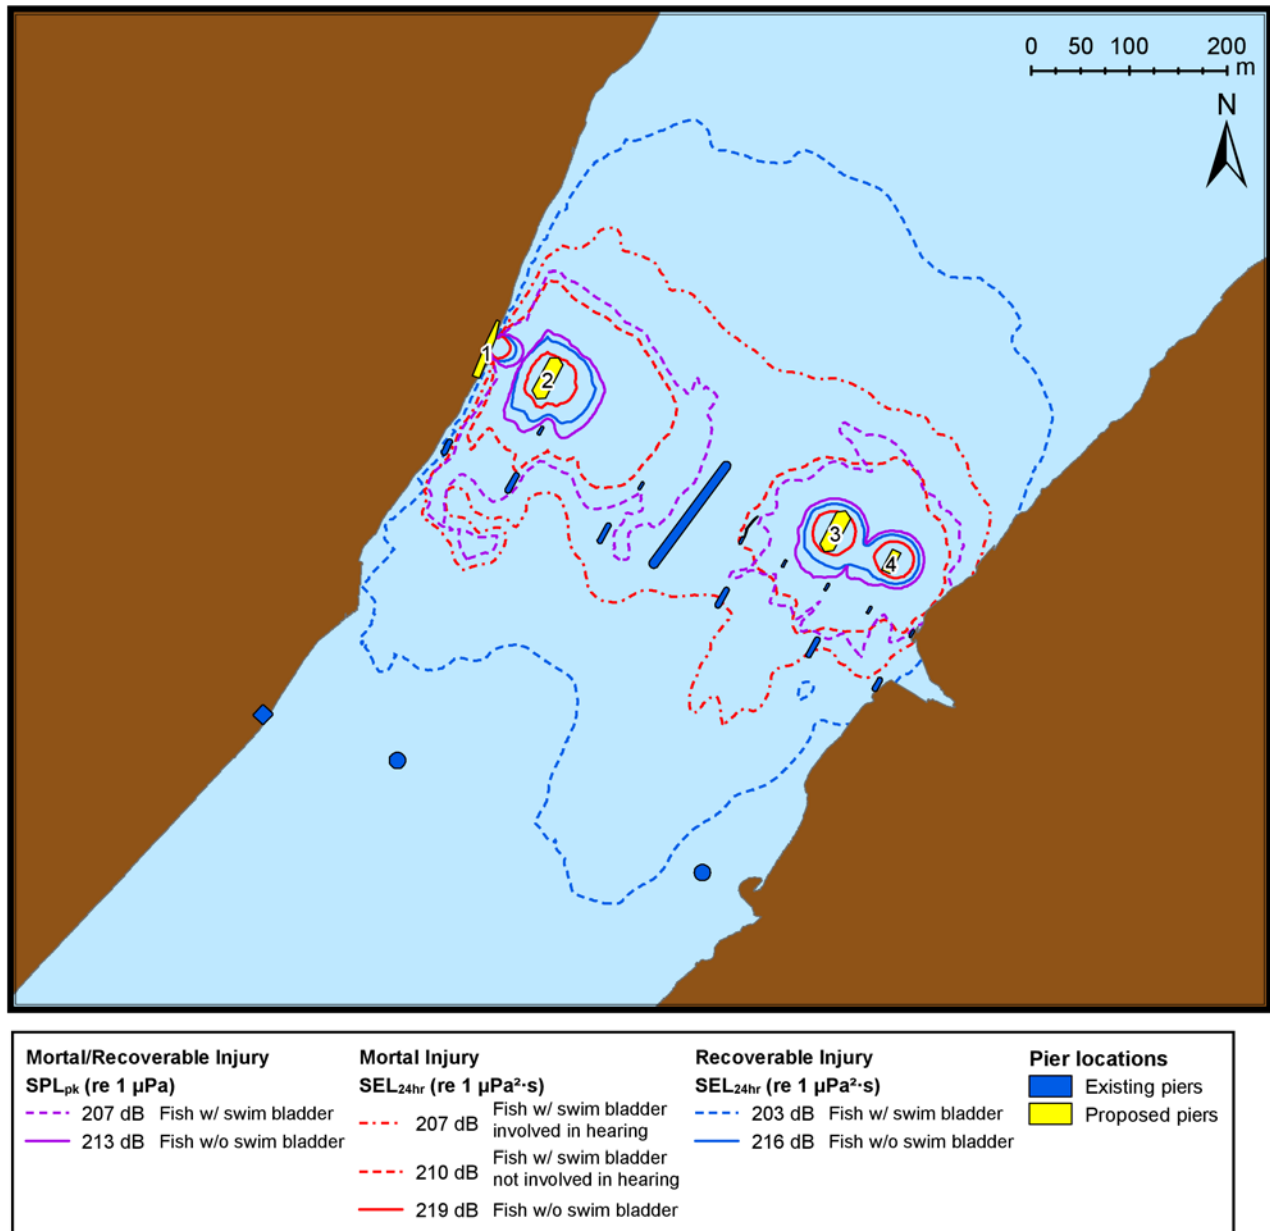 0 50 100 200
m
N
1
2
3
4
Mortal/Recoverable Injury
SPLpk (re 1 µPa)
207 dB Fish w/ swim bladder
213 dB Fish w/o swim bladder
Mortal Injury
SEL24hr (re 1 µPa²·s)
207 dB Fish w/ swim bladder
involved in hearing
210 dB Fish w/ swim bladder
not involved in hearing
219 dB Fish w/o swim bladder
Recoverable Injury
SEL24hr (re 1 µPa²·s)
203 dB Fish w/ swim bladder
216 dB Fish w/o swim bladder
Pier locations
Existing piers
Proposed piers